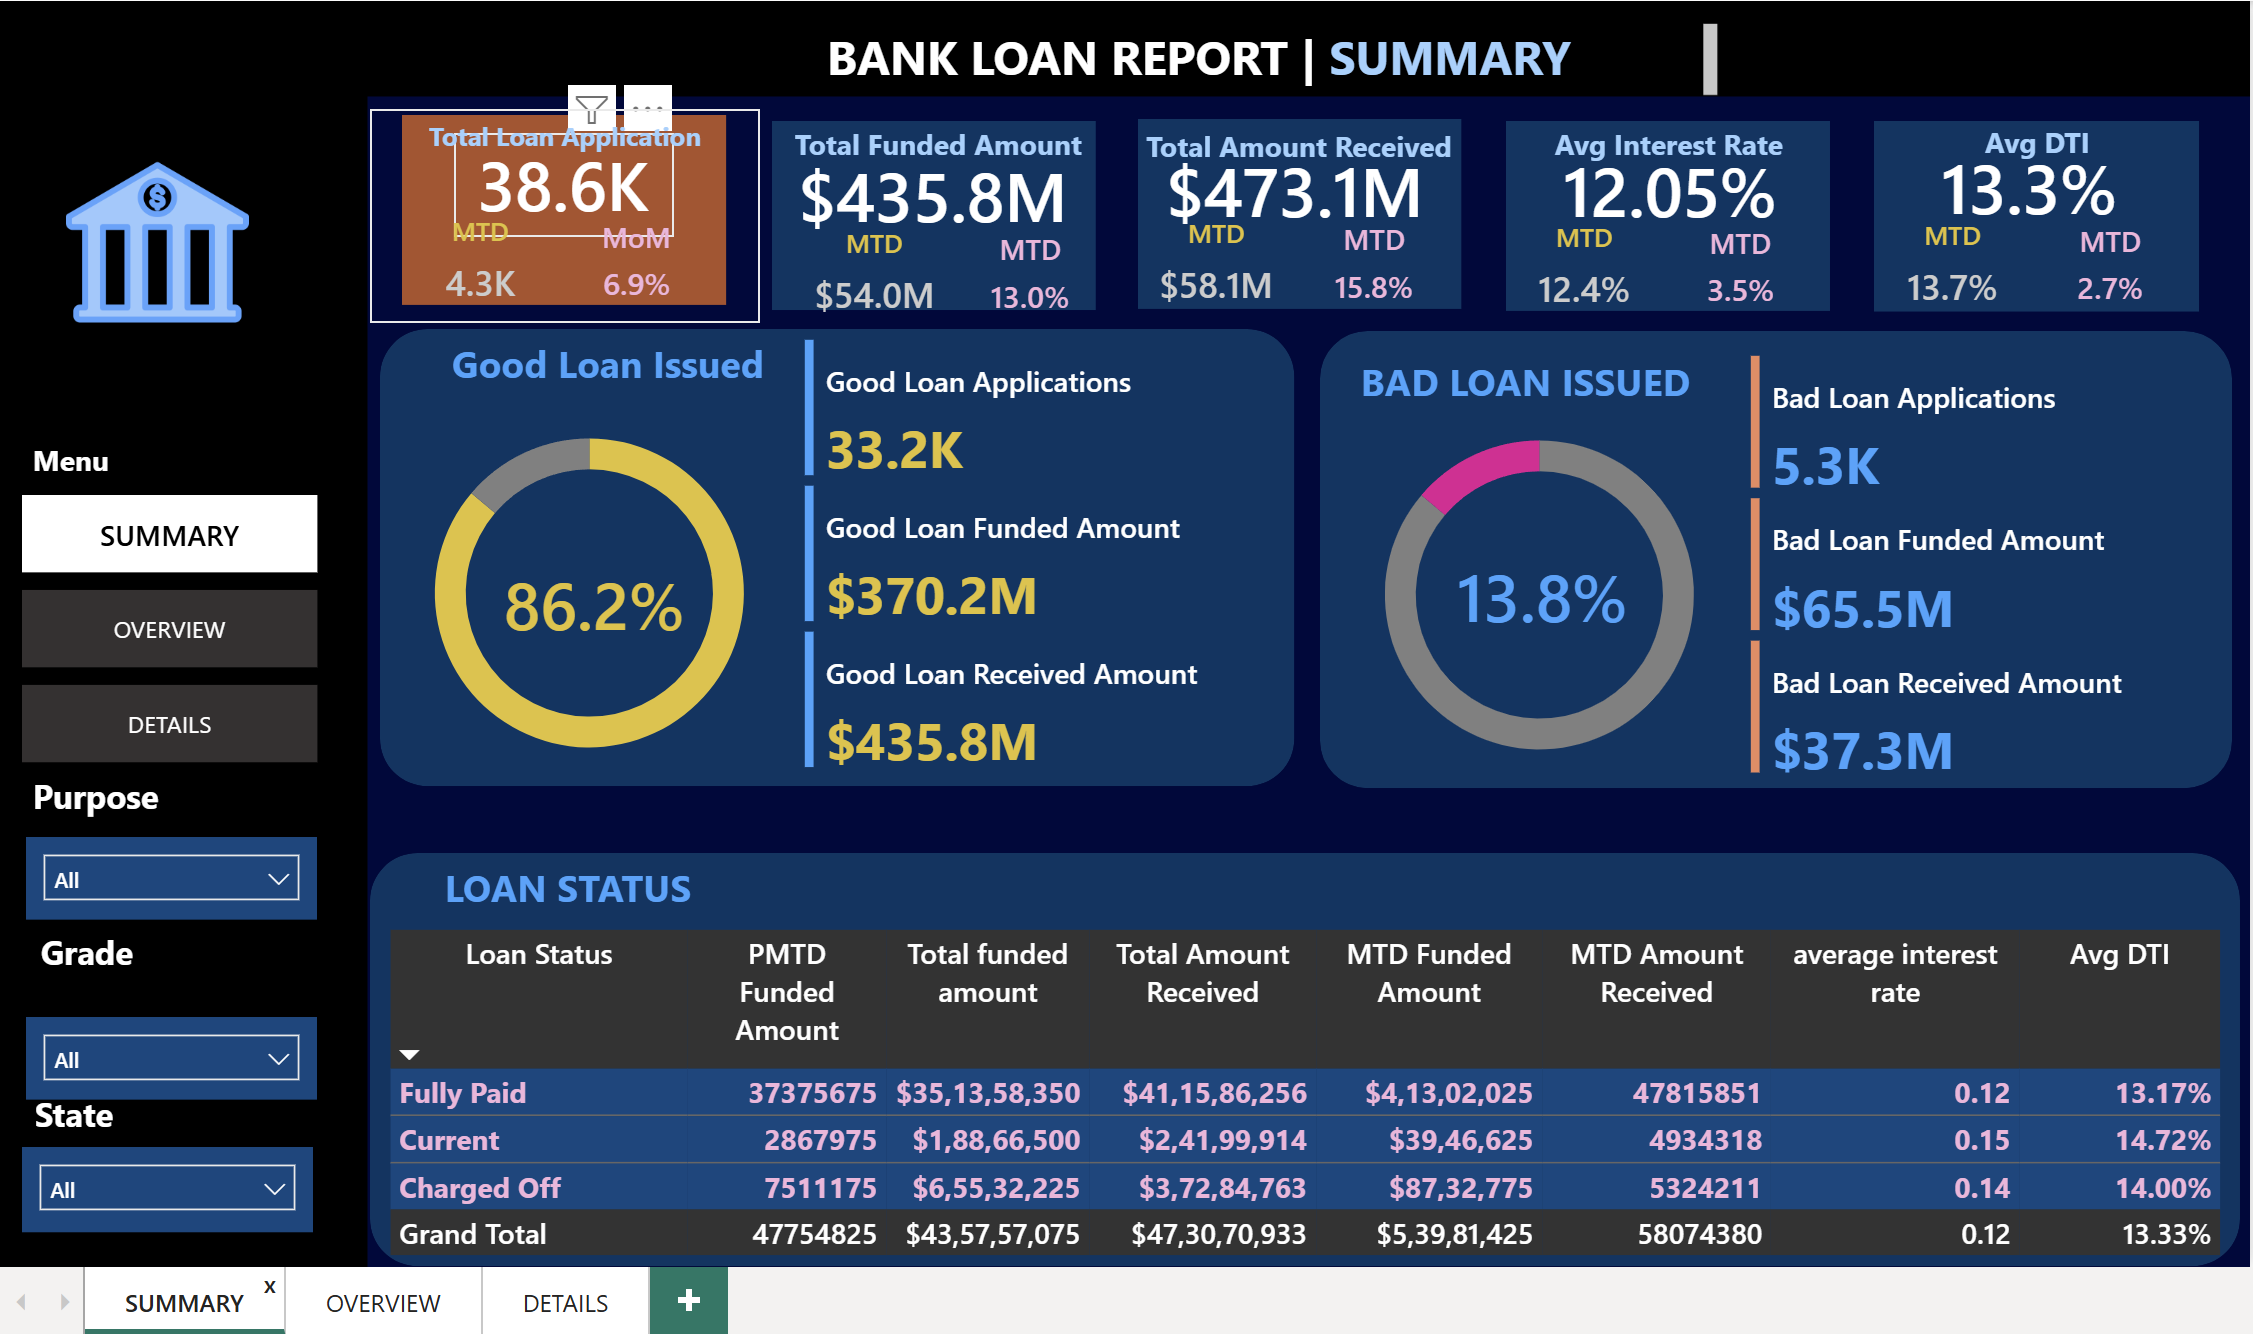 BANK LOAN REPORT | SUMMARY
$
Total Loan Application
38.6K
MTD
MoM
4.3K
6.9%
Total Funded Amount
$435.8M
MTD
MTD
$54.0M
13.0%
Total Amount Received
$473.1M
MTD
MTD
$58.1M
15.8%
Avg Interest Rate
12.05%
MTD
MTD
12.4%
3.5%
Avg DTI
13.3%
MTD
MTD
13.7%
2.7%
Menu
SUMMARY
OVERVIEW
DETAILS
Purpose
All
Grade
All
State
All
Good Loan Issued
86.2%
Good Loan Applications
33.2K
Good Loan Funded Amount
$370.2M
Good Loan Received Amount
$435.8M
BAD LOAN ISSUED
13.8%
Bad Loan Applications
5.3K
Bad Loan Funded Amount
$65.5M
Bad Loan Received Amount
$37.3M
LOAN STATUS
Loan Status PMTD Funded Amount Total funded amount Total Amount Received MTD Funded Amount MTD Amount Received average interest rate Avg DTI
Fully Paid 37375675 $35,13,58,350 $41,15,86,256 $4,13,02,025 47815851 0.12 13.17%
Current 2867975 $1,88,66,500 $2,41,99,914 $39,46,625 4934318 0.15 14.72%
Charged Off 7511175 $6,55,32,225 $3,72,84,763 $87,32,775 5324211 0.14 14.00%
Grand Total 47754825 $43,57,57,075 $47,30,70,933 $5,39,81,425 58074380 0.12 13.33%
SUMMARY x OVERVIEW DETAILS +